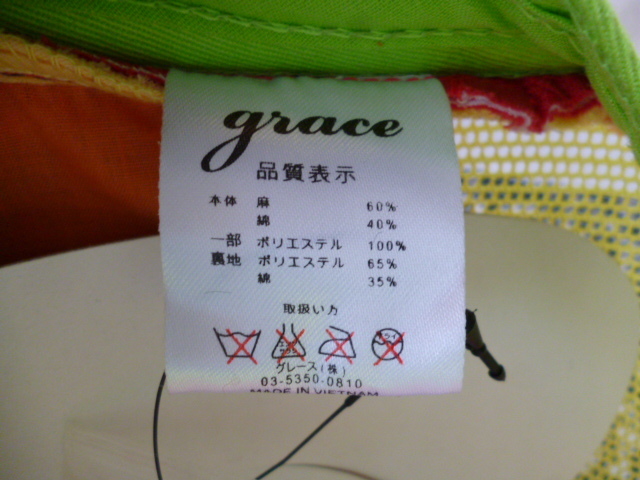 grace
品質表示
本体 麻 60%
綿 40%
一部 ポリエステル 100%
裏地 ポリエステル 65%
綿 35%
取扱い方
グレース(株)
03-5350-0810
MADE IN VIETNAM